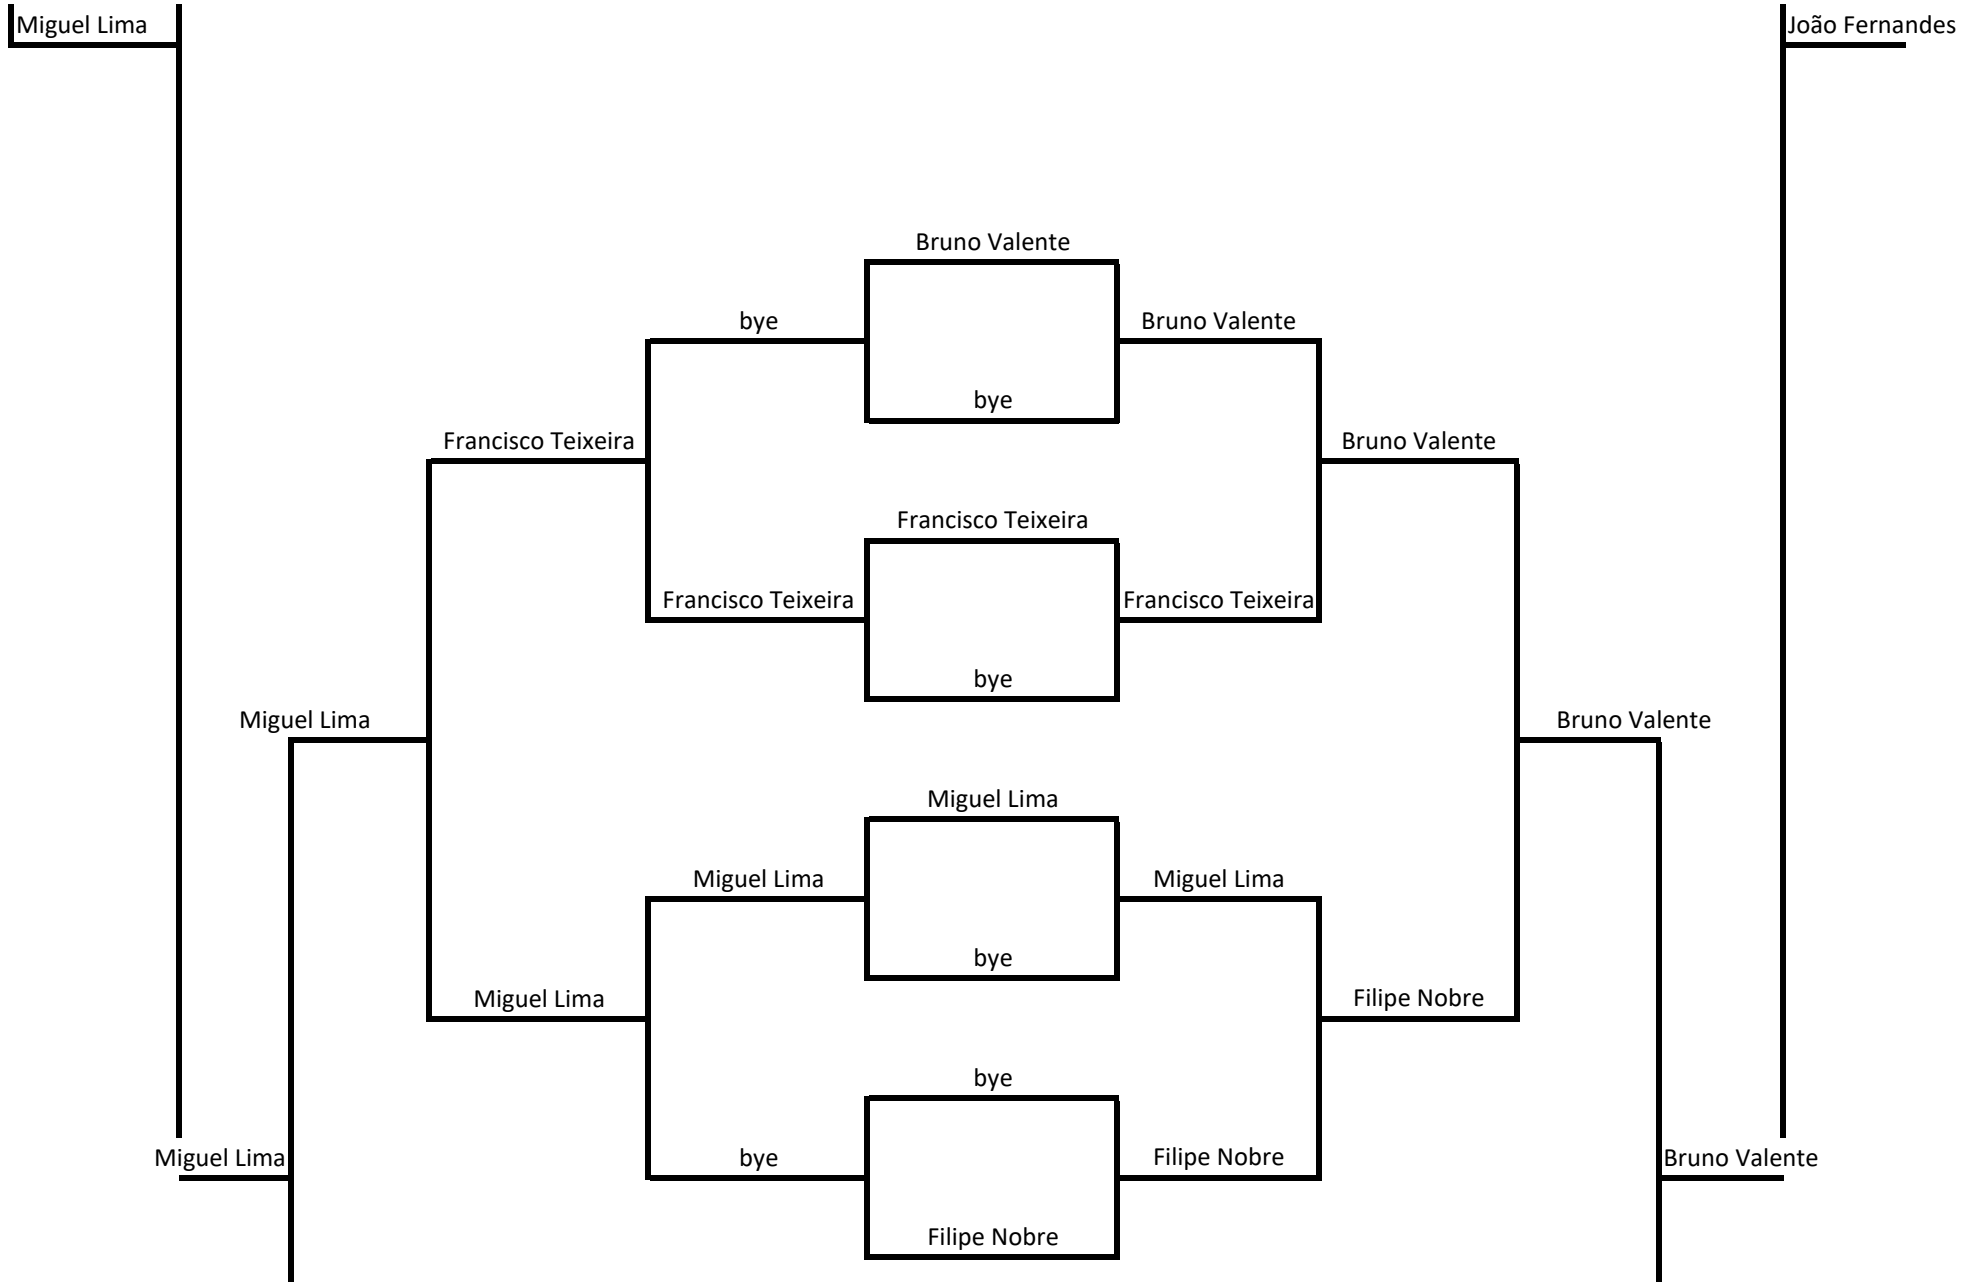 Miguel Lima
João Fernandes
Bruno Valente
bye
Bruno Valente
bye
Francisco Teixeira
Bruno Valente
Francisco Teixeira
Francisco Teixeira
Francisco Teixeira
bye
Miguel Lima
Bruno Valente
Miguel Lima
Miguel Lima
Miguel Lima
bye
Miguel Lima
Filipe Nobre
bye
Miguel Lima
bye
Filipe Nobre
Bruno Valente
Filipe Nobre